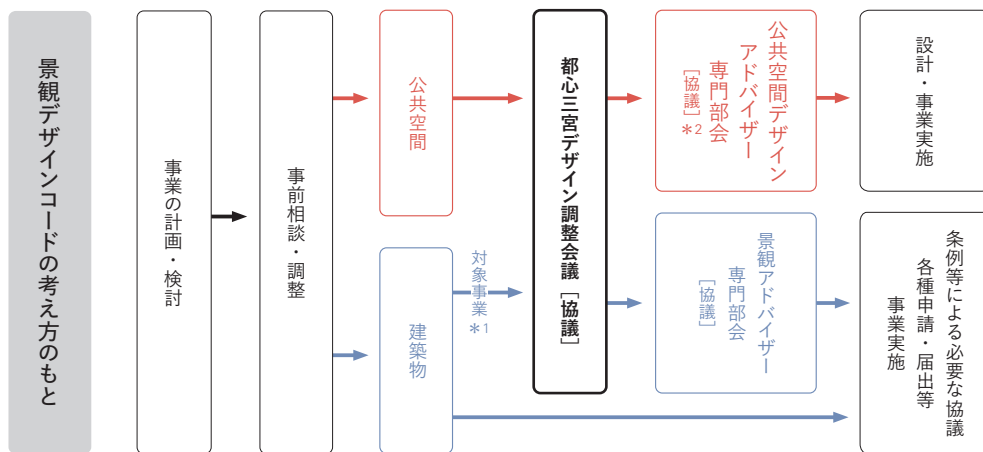 景観デザインコードの考え方のもと
事業の計画・検討
事前相談・調整
公共空間
建築物
対象事業
＊1
都心三宮デザイン調整会議［協議］
公共空間デザイン
アドバイザー
専門部会
［協議］＊2
景観アドバイザー
専門部会
［協議］
設計・事業実施
条例等による必要な協議
各種申請・届出等
事業実施